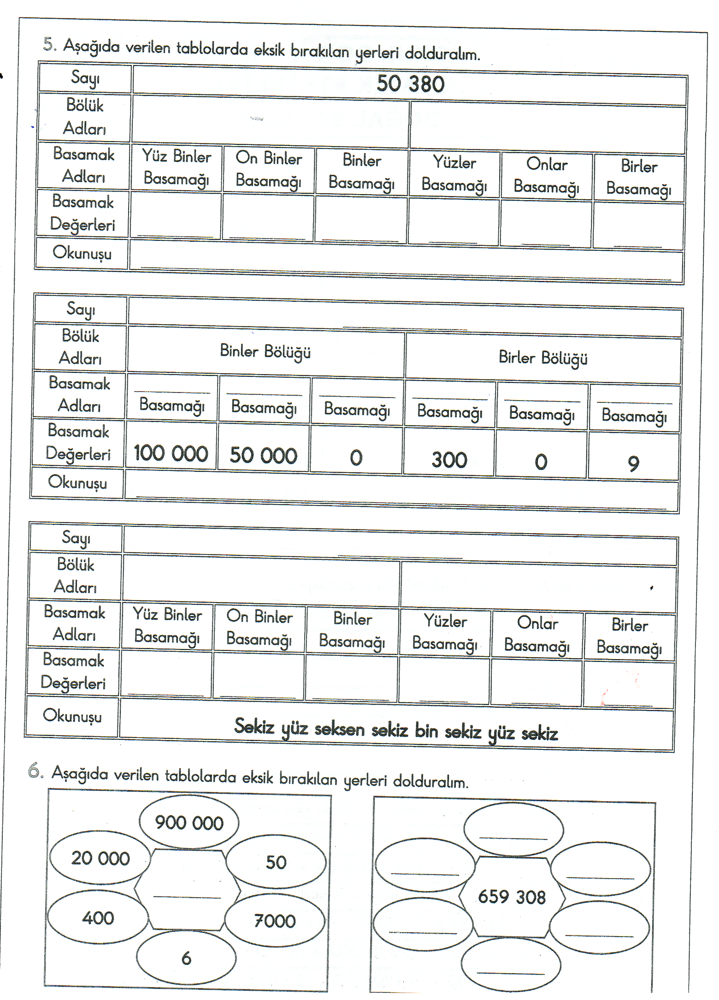 5. Aşağıda verilen tablolarda eksik bırakılan yerleri dolduralım.
Sayı
50 380
Bölük
Adları
Basamak
Adları
Yüz Binler
Basamağı
On Binler
Basamağı
Binler
Basamağı
Yüzler
Basamağı
Onlar
Basamağı
Birler
Basamağı
Basamak
Değerleri
Okunuşu
Sayı
Bölük
Adları
Binler Bölüğü
Birler Bölüğü
Basamak
Adları
Basamağı
Basamağı
Basamağı
Basamağı
Basamağı
Basamağı
Basamak
Değerleri
100 000
50 000
0
300
0
9
Okunuşu
Sayı
Bölük
Adları
Basamak
Adları
Yüz Binler
Basamağı
On Binler
Basamağı
Binler
Basamağı
Yüzler
Basamağı
Onlar
Basamağı
Birler
Basamağı
Basamak
Değerleri
Okunuşu
Sekiz yüz seksen sekiz bin sekiz yüz sekiz
6. Aşağıda verilen tablolarda eksik bırakılan yerleri dolduralım.
900 000
20 000
50
400
7000
6
659 308